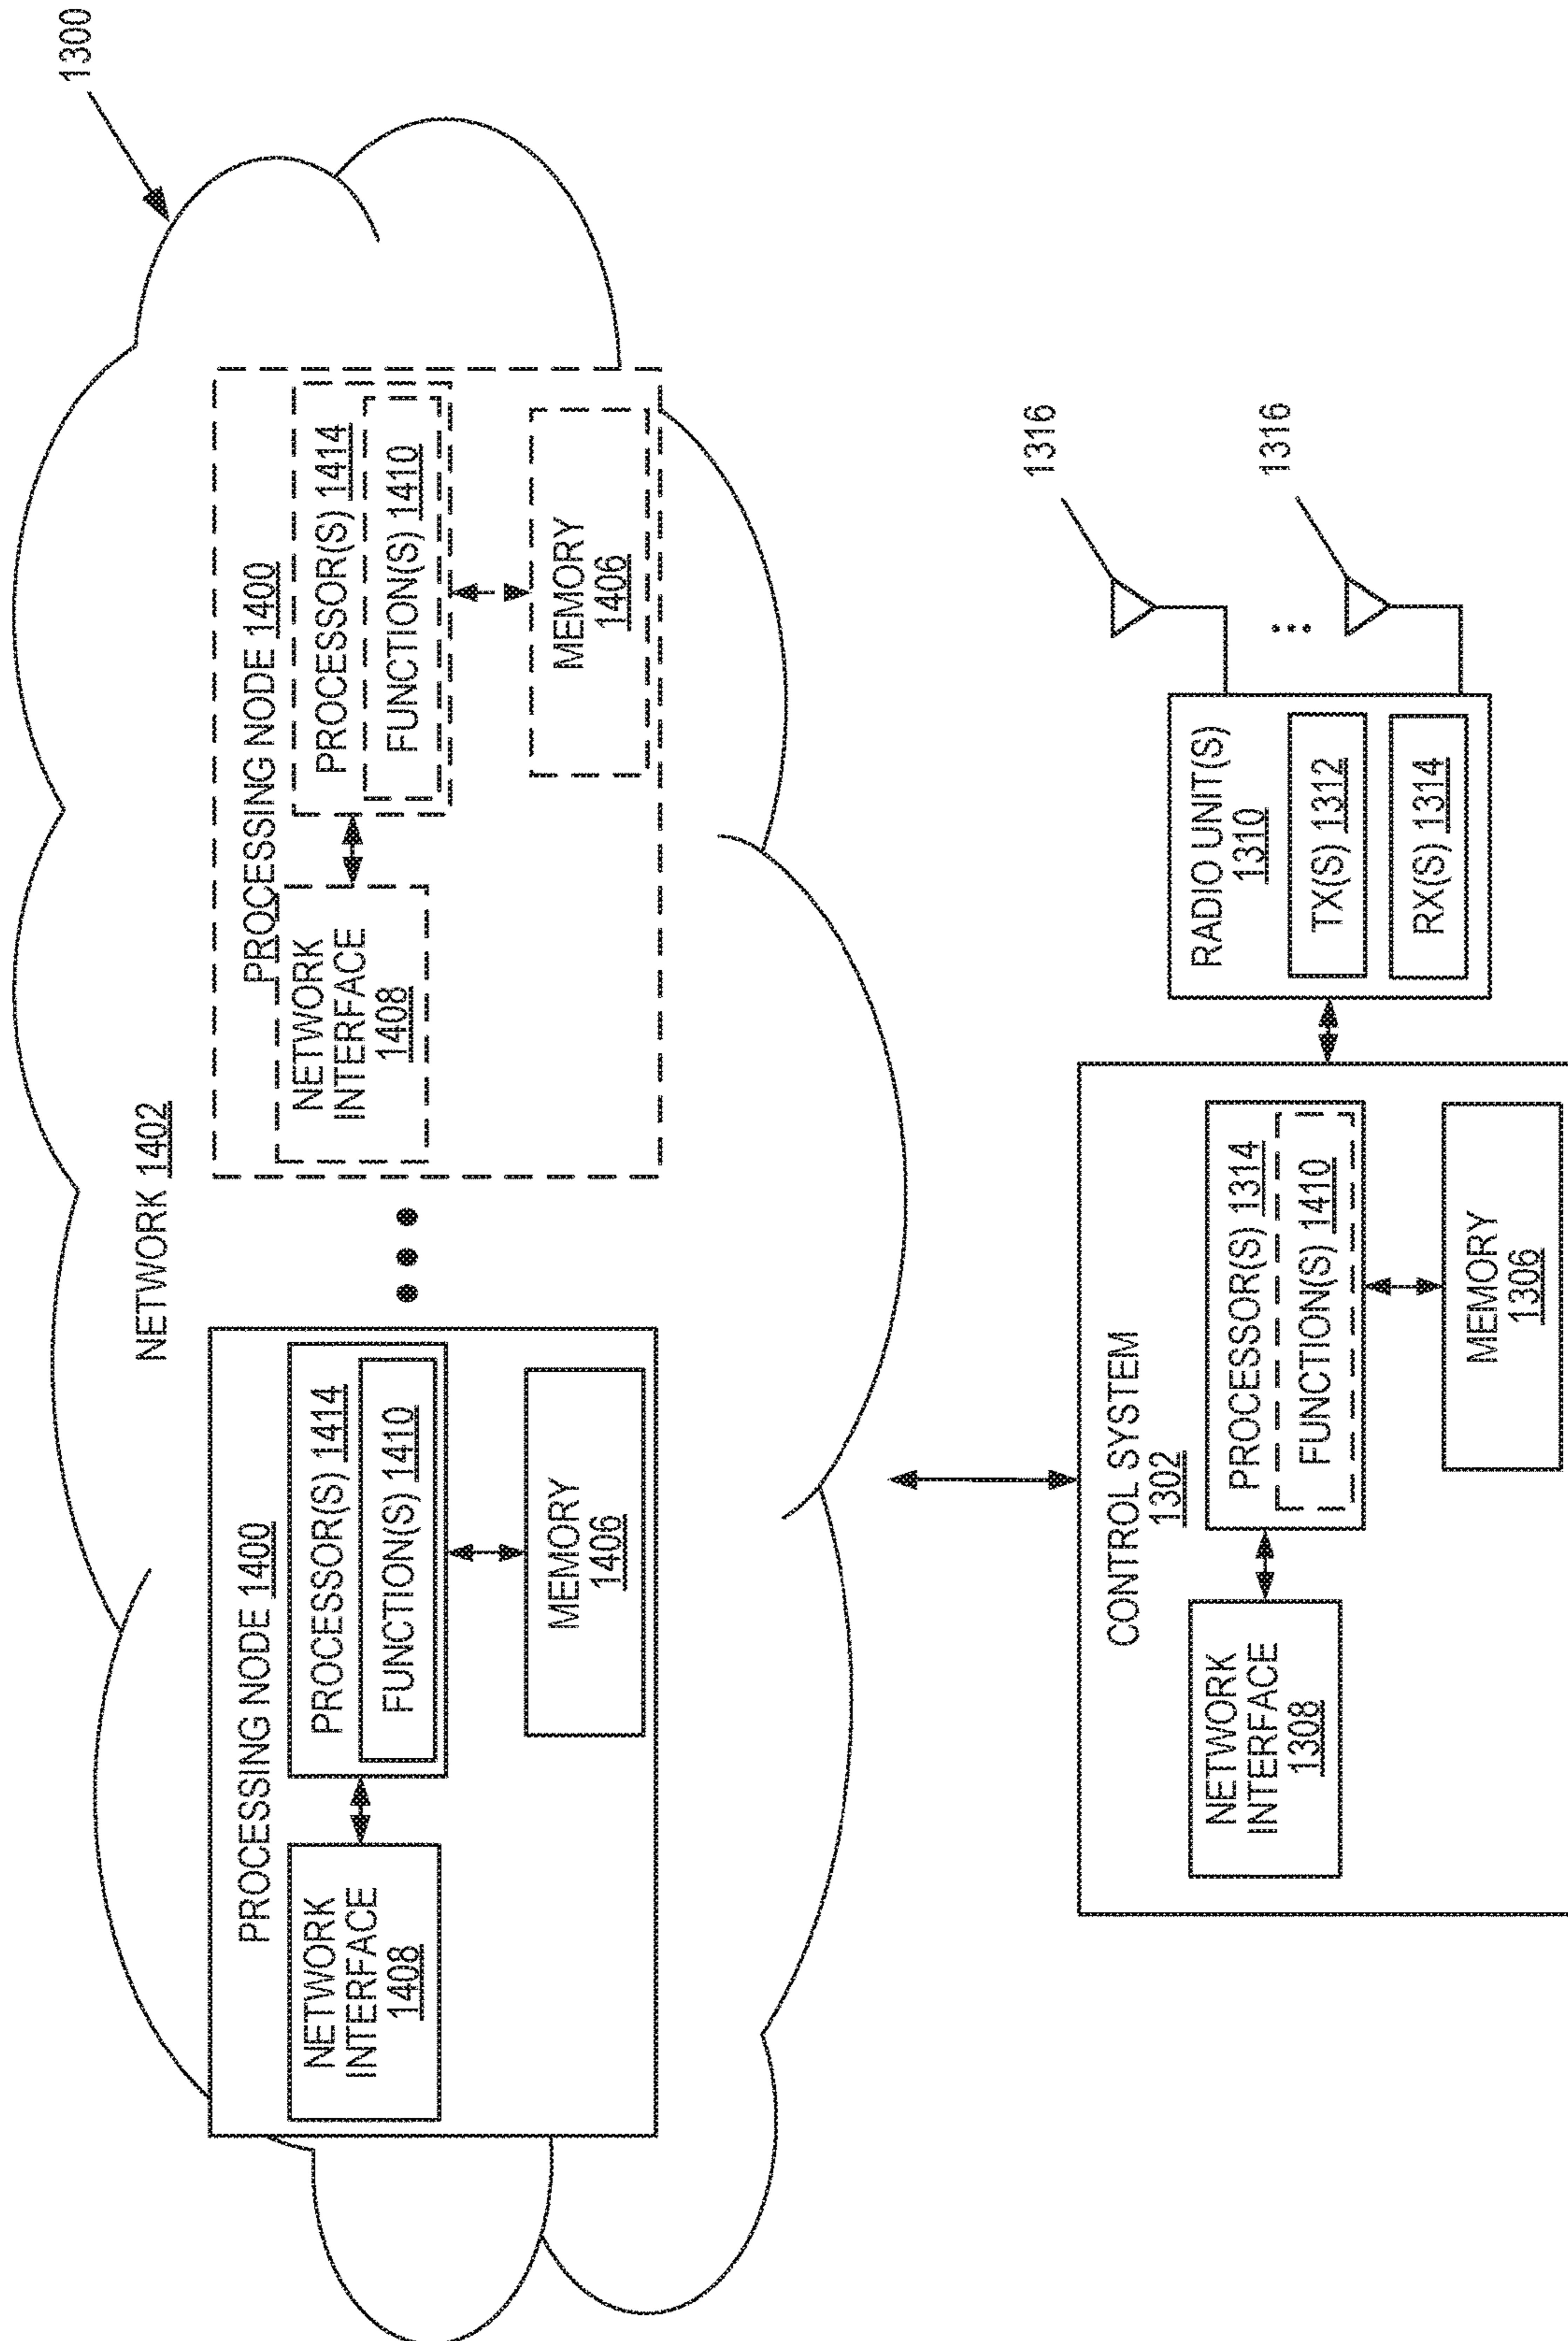 1300
NETWORK 1402
PROCESSING NODE 1400
NETWORK
INTERFACE
1408
PROCESSOR(S) 1414
FUNCTION(S) 1410
MEMORY
1406
PROCESSING NODE 1400
NETWORK
INTERFACE
1408
PROCESSOR(S) 1414
FUNCTION(S) 1410
MEMORY
1406
CONTROL SYSTEM
1302
NETWORK
INTERFACE
1308
PROCESSOR(S) 1314
FUNCTION(S) 1410
MEMORY
1306
RADIO UNIT(S)
1310
TX(S) 1312
RX(S) 1314
1316
1316